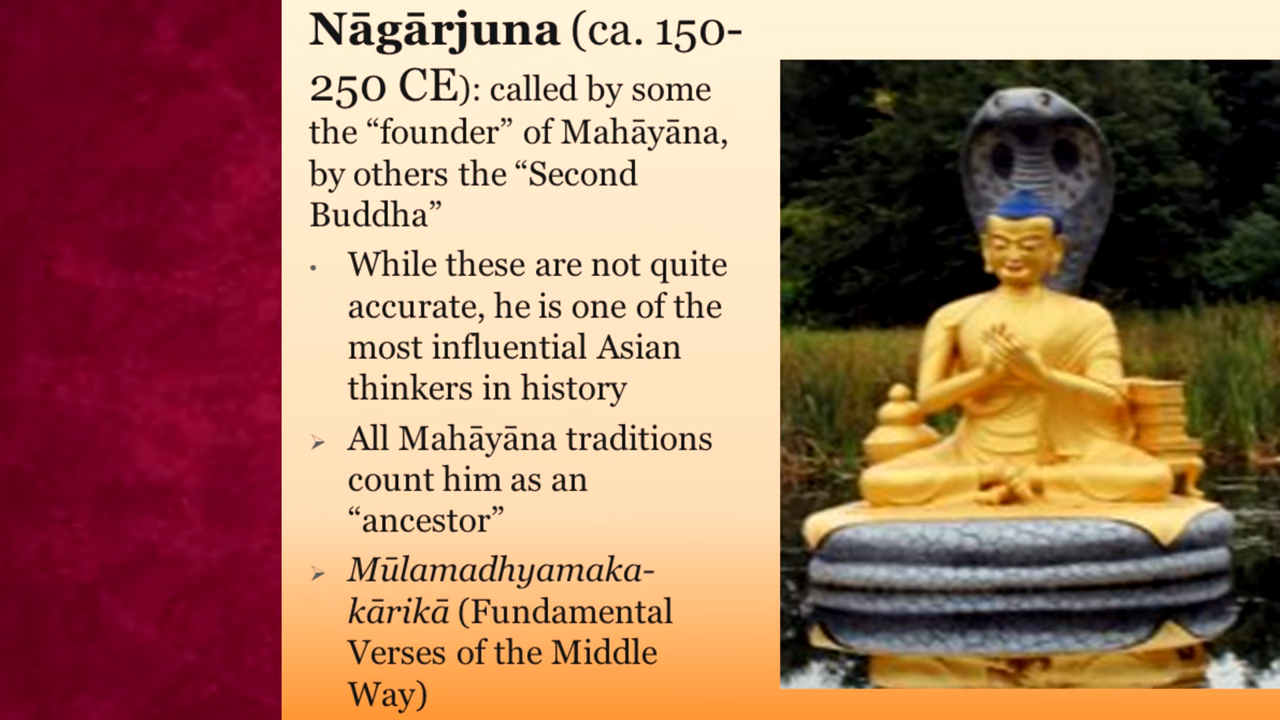 Nāgārjuna (ca. 150-
250 CE): called by some
the “founder” of Mahāyāna,
by others the “Second
Buddha”
• While these are not quite
accurate, he is one of the
most influential Asian
thinkers in history
➢ All Mahāyāna traditions
count him as an
“ancestor”
➢ Mūlamadhyamaka-
kārikā (Fundamental
Verses of the Middle
Way)